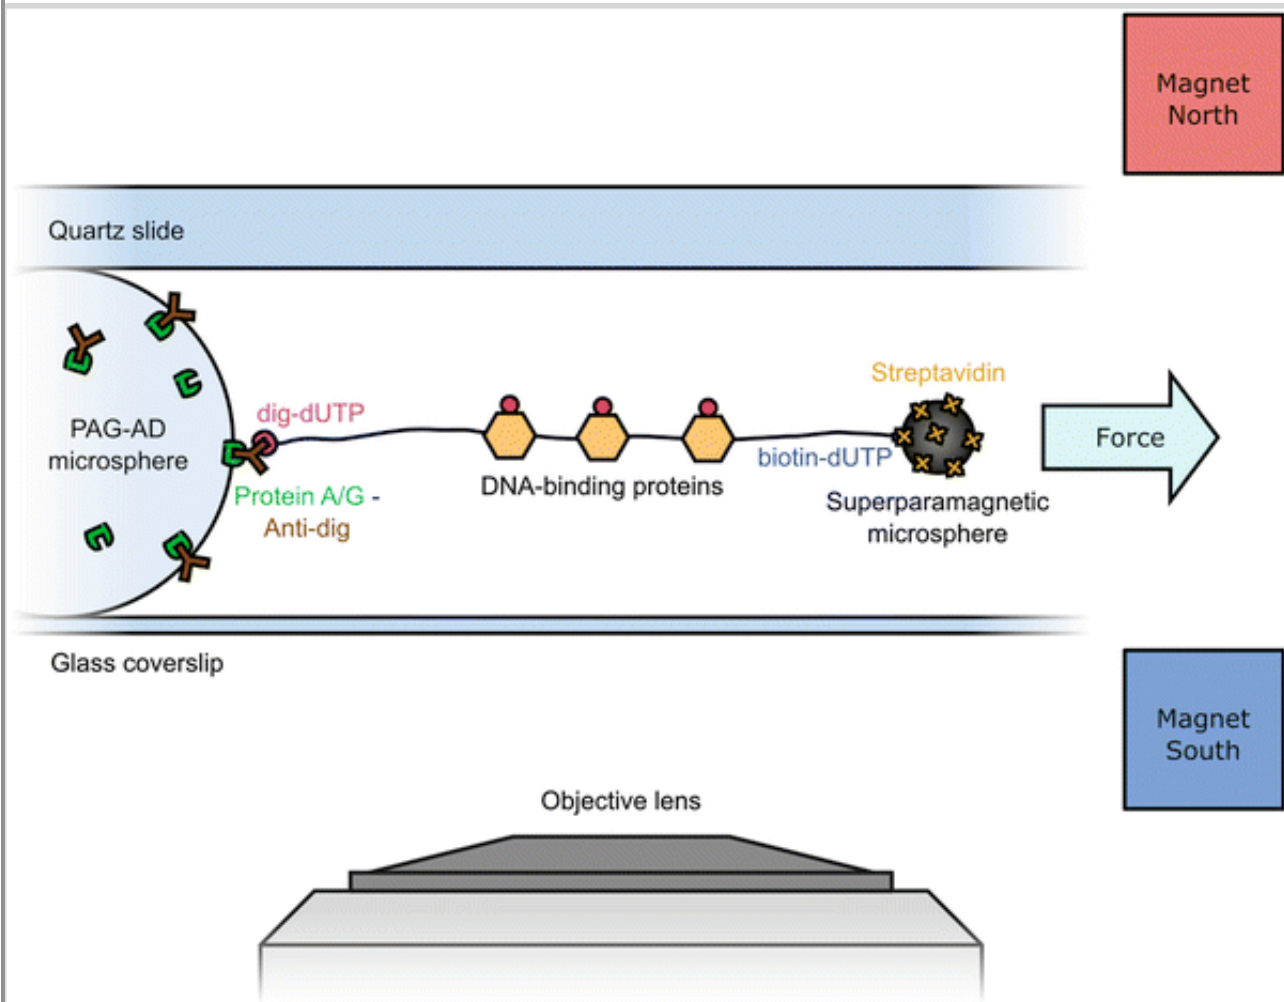 Magnet
North
Quartz slide
Streptavidin
dig-dUTP
PAG-AD
microsphere
Force
biotin-dUTP
DNA-binding proteins
Protein A/G -
Anti-dig
Superparamagnetic
microsphere
Glass coverslip
Magnet
South
Objective lens